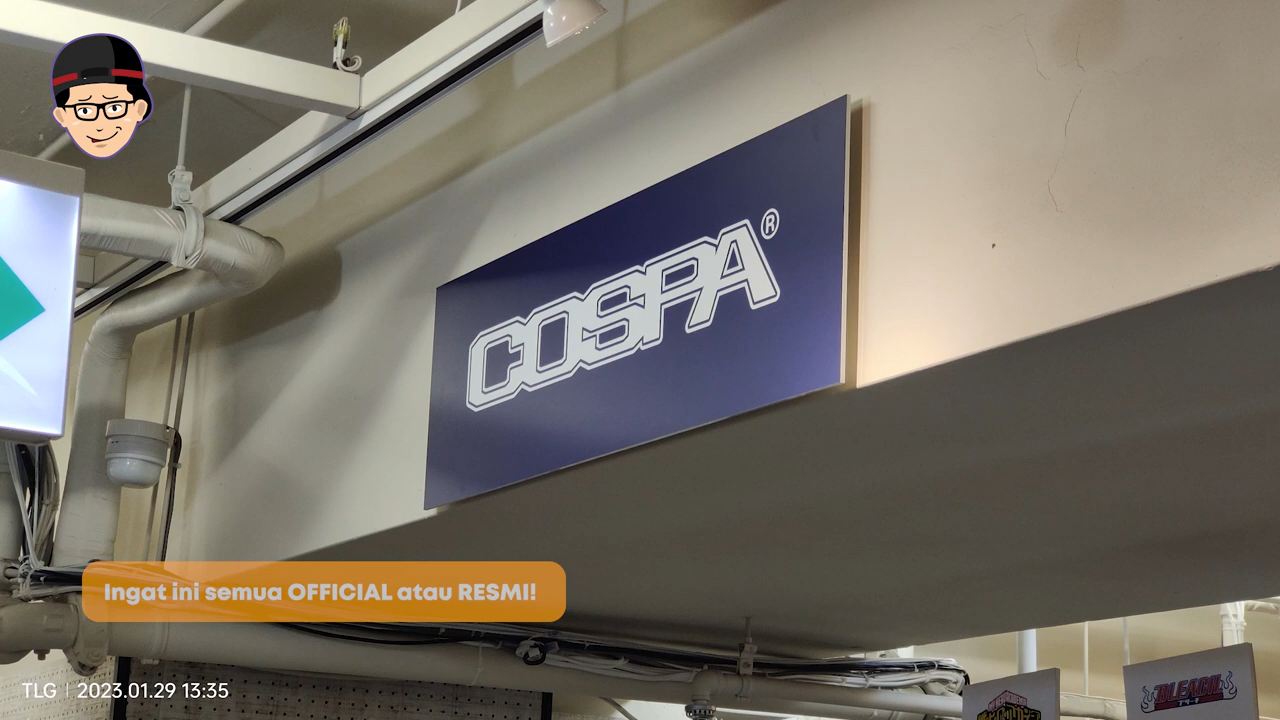 COSPA®
Ingat ini semua OFFICIAL atau RESMI!
TLG | 2023.01.29 13:35
BLEACH